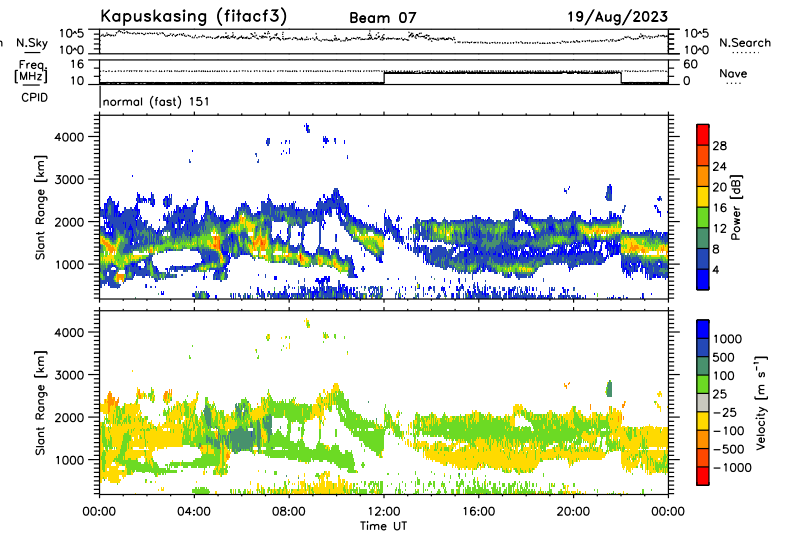 Kapuskasing (fitacf3) Beam 07 19/Aug/2023
n N.Sky 10^5 10^5 N.Search
10^0 10^0
Freq. 16 60 Nave
[MHz] 10 0
CPID normal (fast) 151
4000
3000
2000
1000
Slant Range [km]
28
24
20
16
12
8
4
Power [dB]
4000
3000
2000
1000
Slant Range [km]
1000
500
100
25
-25
-100
-500
-1000
Velocity [m s^-1]
00:00 04:00 08:00 12:00 16:00 20:00 00:00
Time UT